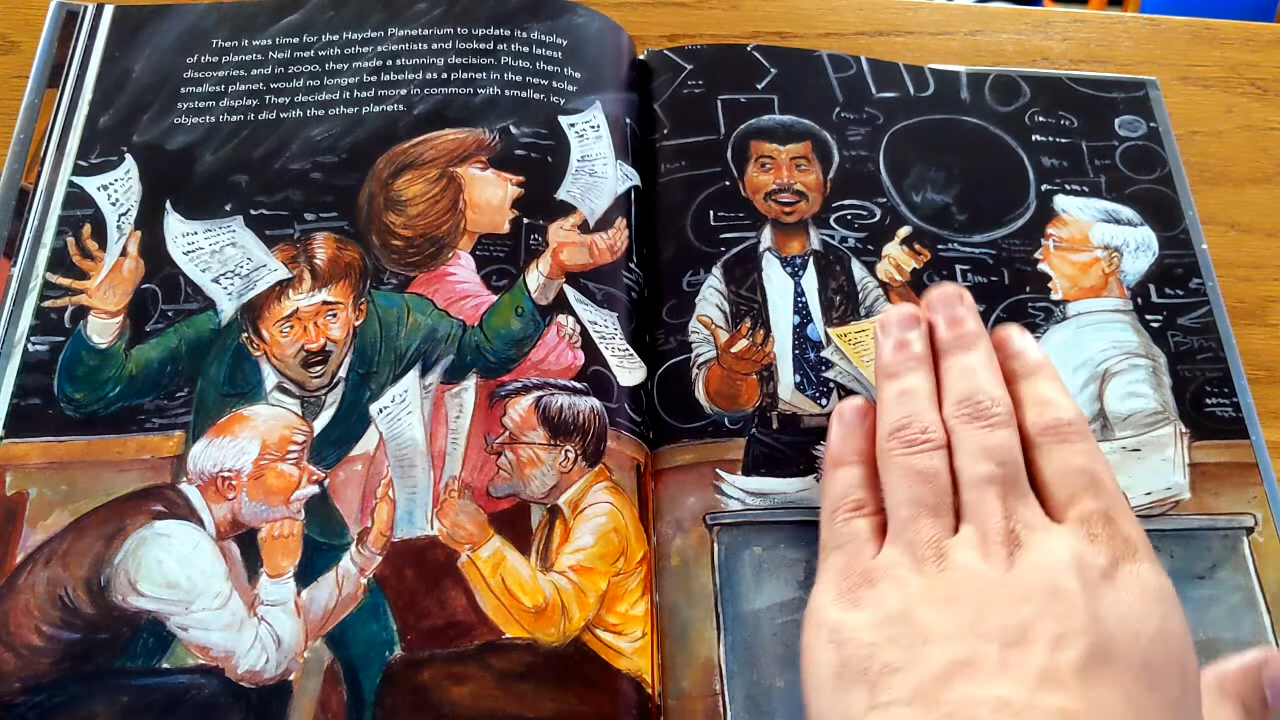 Then it was time for the Hayden Planetarium to update its display
of the planets. Neil met with other scientists and looked at the latest
discoveries, and in 2000, they made a stunning decision. Pluto, then the
smallest planet, would no longer be labeled as a planet in the new solar
system display. They decided it had more in common with smaller, icy
objects than it did with the other planets.
PLUTO